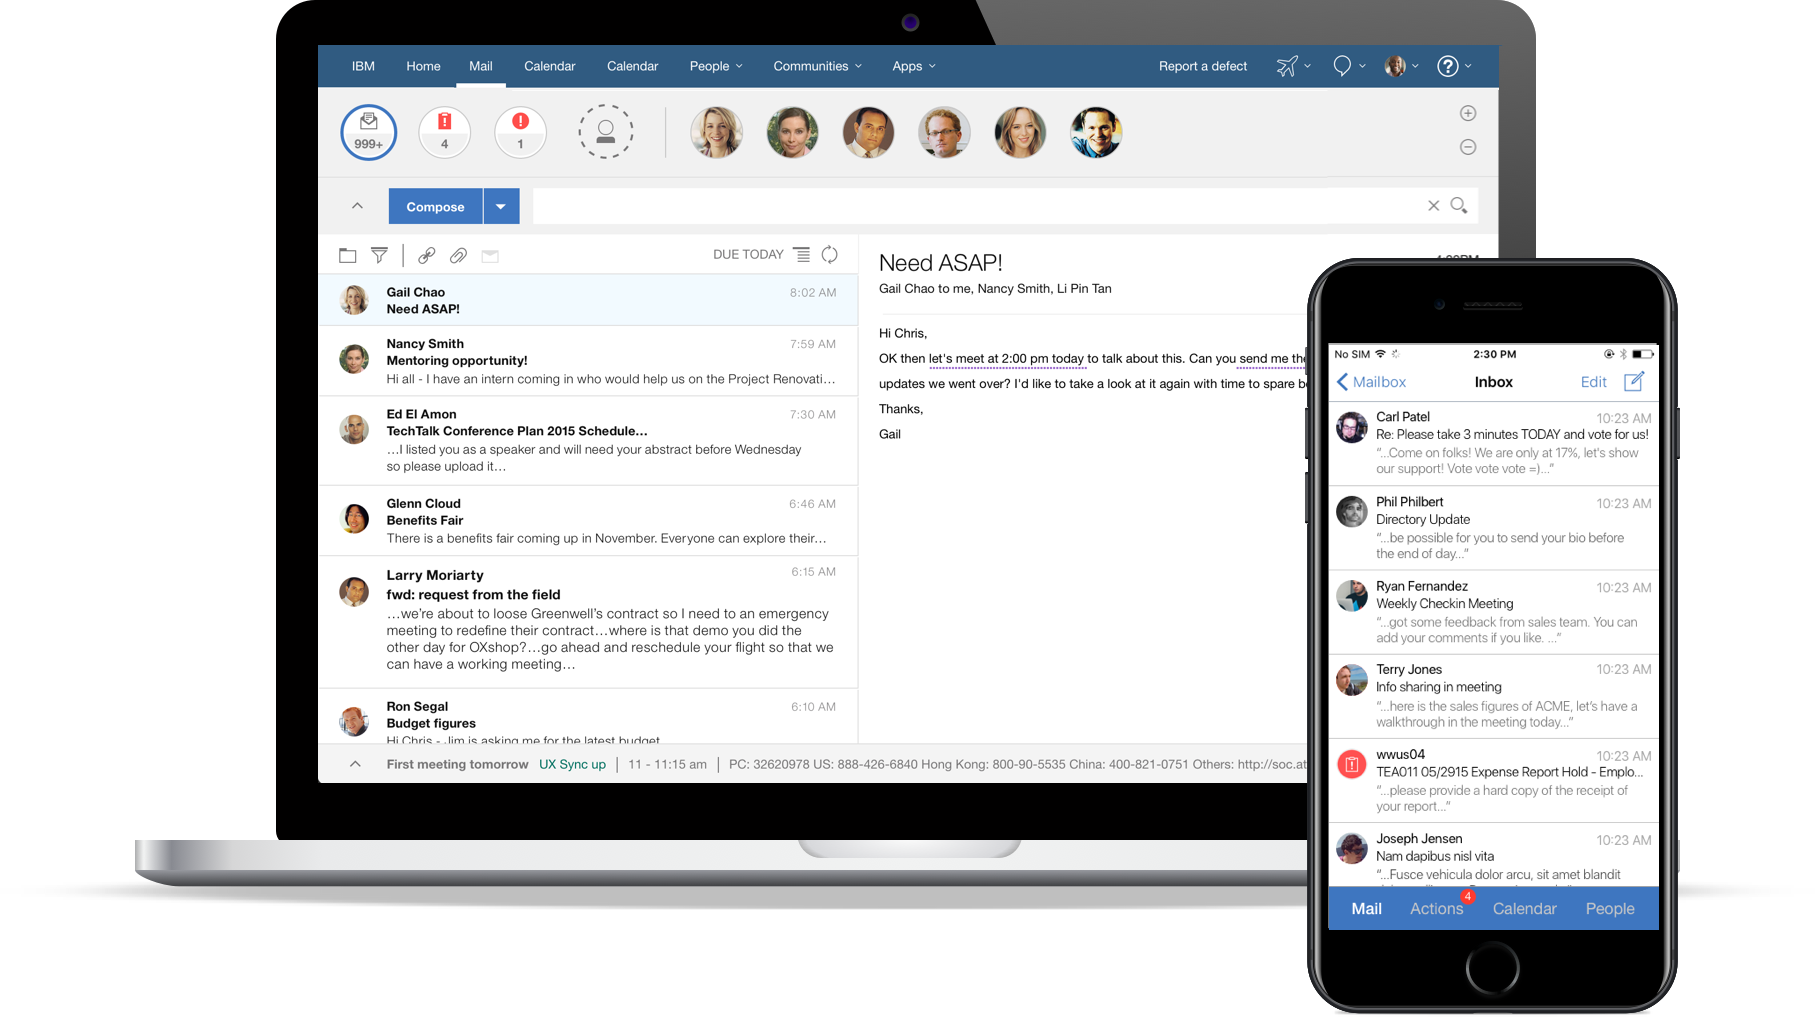 IBM Home Mail Calendar Calendar People Communities Apps Report a defect
999+ 4 1
Compose
DUE TODAY
Gail Chao 8:02 AM
Need ASAP!
Nancy Smith 7:59 AM
Mentoring opportunity!
Hi all - I have an intern coming in who would help us on the Project Renovati...
Ed El Amon 7:30 AM
TechTalk Conference Plan 2015 Schedule...
...I listed you as a speaker and will need your abstract before Wednesday
so please upload it...
Glenn Cloud 6:46 AM
Benefits Fair
There is a benefits fair coming up in November. Everyone can explore their...
Larry Moriarty 6:15 AM
fwd: request from the field
...we're about to loose Greenwell's contract so I need to an emergency
meeting to redefine their contract...where is that demo you did the
other day for OXshop?...go ahead and reschedule your flight so that we
can have a working meeting...
Ron Segal 6:10 AM
Budget figures
Hi Chris - Jim is asking me for the latest budget
Need ASAP!
Gail Chao to me, Nancy Smith, Li Pin Tan
Hi Chris,
OK then let's meet at 2:00 pm today to talk about this. Can you send me the
updates we went over? I'd like to take a look at it again with time to spare
Thanks,
Gail
First meeting tomorrow UX Sync up | 11 - 11:15 am | PC: 32620978 US: 888-426-6840 Hong Kong: 800-90-5535 China: 400-821-0751 Others: http://soc.at
No SIM 2:30 PM
Mailbox Inbox Edit
Carl Patel 10:23 AM
Re: Please take 3 minutes TODAY and vote for us!
"...Come on folks! We are only at 17%, let's show
our support! Vote vote vote =)..."
Phil Philbert 10:23 AM
Directory Update
"...be possible for you to send your bio before
the end of day..."
Ryan Fernandez 10:23 AM
Weekly Checkin Meeting
"...got some feedback from sales team. You can
add your comments if you like. ..."
Terry Jones 10:23 AM
Info sharing in meeting
"...here is the sales figures of ACME, let's have a
walkthrough in the meeting today..."
wwus04 10:23 AM
TEA011 05/2915 Expense Report Hold - Emplo...
"...please provide a hard copy of the receipt of
your report..."
Joseph Jensen 10:23 AM
Nam dapibus nisl vita
"...Fusce vehicula dolor arcu, sit amet blandit
Mail Actions 4 Calendar People